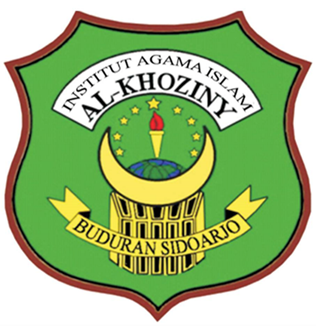 INSTITUT AGAMA ISLAM
AL-KHOZINY
BUDURAN SIDOARJO